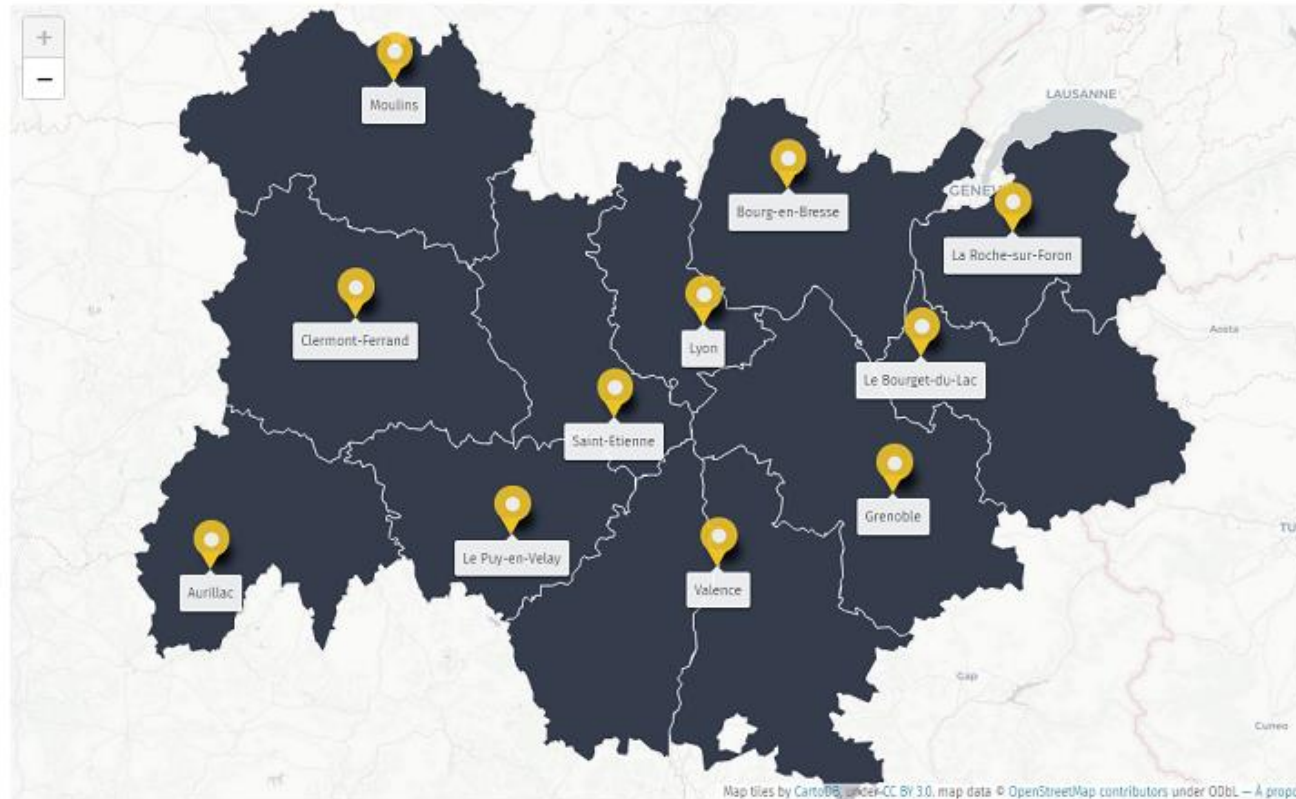 +
−
Moulins
LAUSANNE
Bourg-en-Bresse
La Roche-sur-Foron
Clermont-Ferrand
Lyon
Aosta
Le Bourget-du-Lac
Saint-Etienne
Grenoble
Le Puy-en-Velay
Aurillac
Valence
Gap
Cuneo
Map tiles by CartoDB, under CC BY 3.0. map data © OpenStreetMap contributors under ODbL — À propo